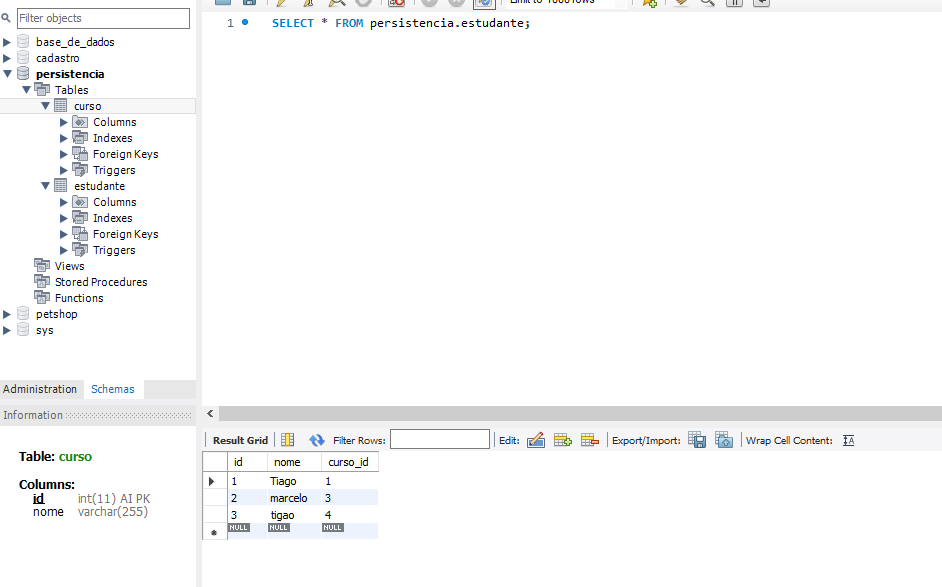 Limit to 1000 rows
Filter objects
base_de_dados
cadastro
persistencia
Tables
curso
Columns
Indexes
Foreign Keys
Triggers
estudante
Columns
Indexes
Foreign Keys
Triggers
Views
Stored Procedures
Functions
petshop
sys
Administration Schemas
Information
Table: curso
Columns:
id int(11) AI PK
nome varchar(255)
1 SELECT * FROM persistencia.estudante;
Result Grid Filter Rows: Edit: Export/Import: Wrap Cell Content: IA
id nome curso_id
1 Tiago 1
2 marcelo 3
3 tigao 4
NULL NULL NULL